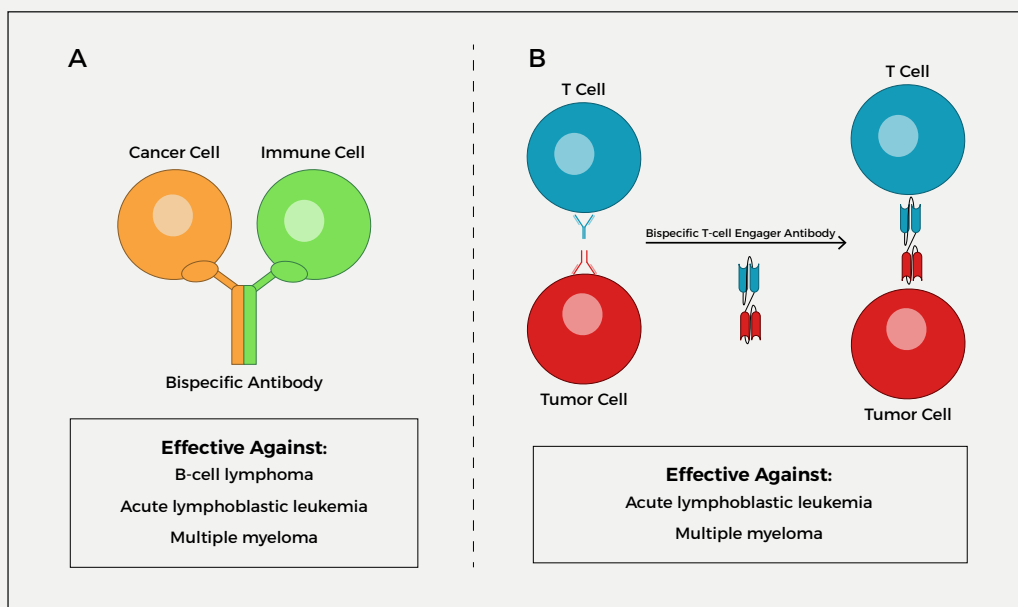 A
Cancer Cell
Immune Cell
Bispecific Antibody
Effective Against:
B-cell lymphoma
Acute lymphoblastic leukemia
Multiple myeloma
B
T Cell
Tumor Cell
Bispecific T-cell Engager Antibody
T Cell
Tumor Cell
Effective Against:
Acute lymphoblastic leukemia
Multiple myeloma